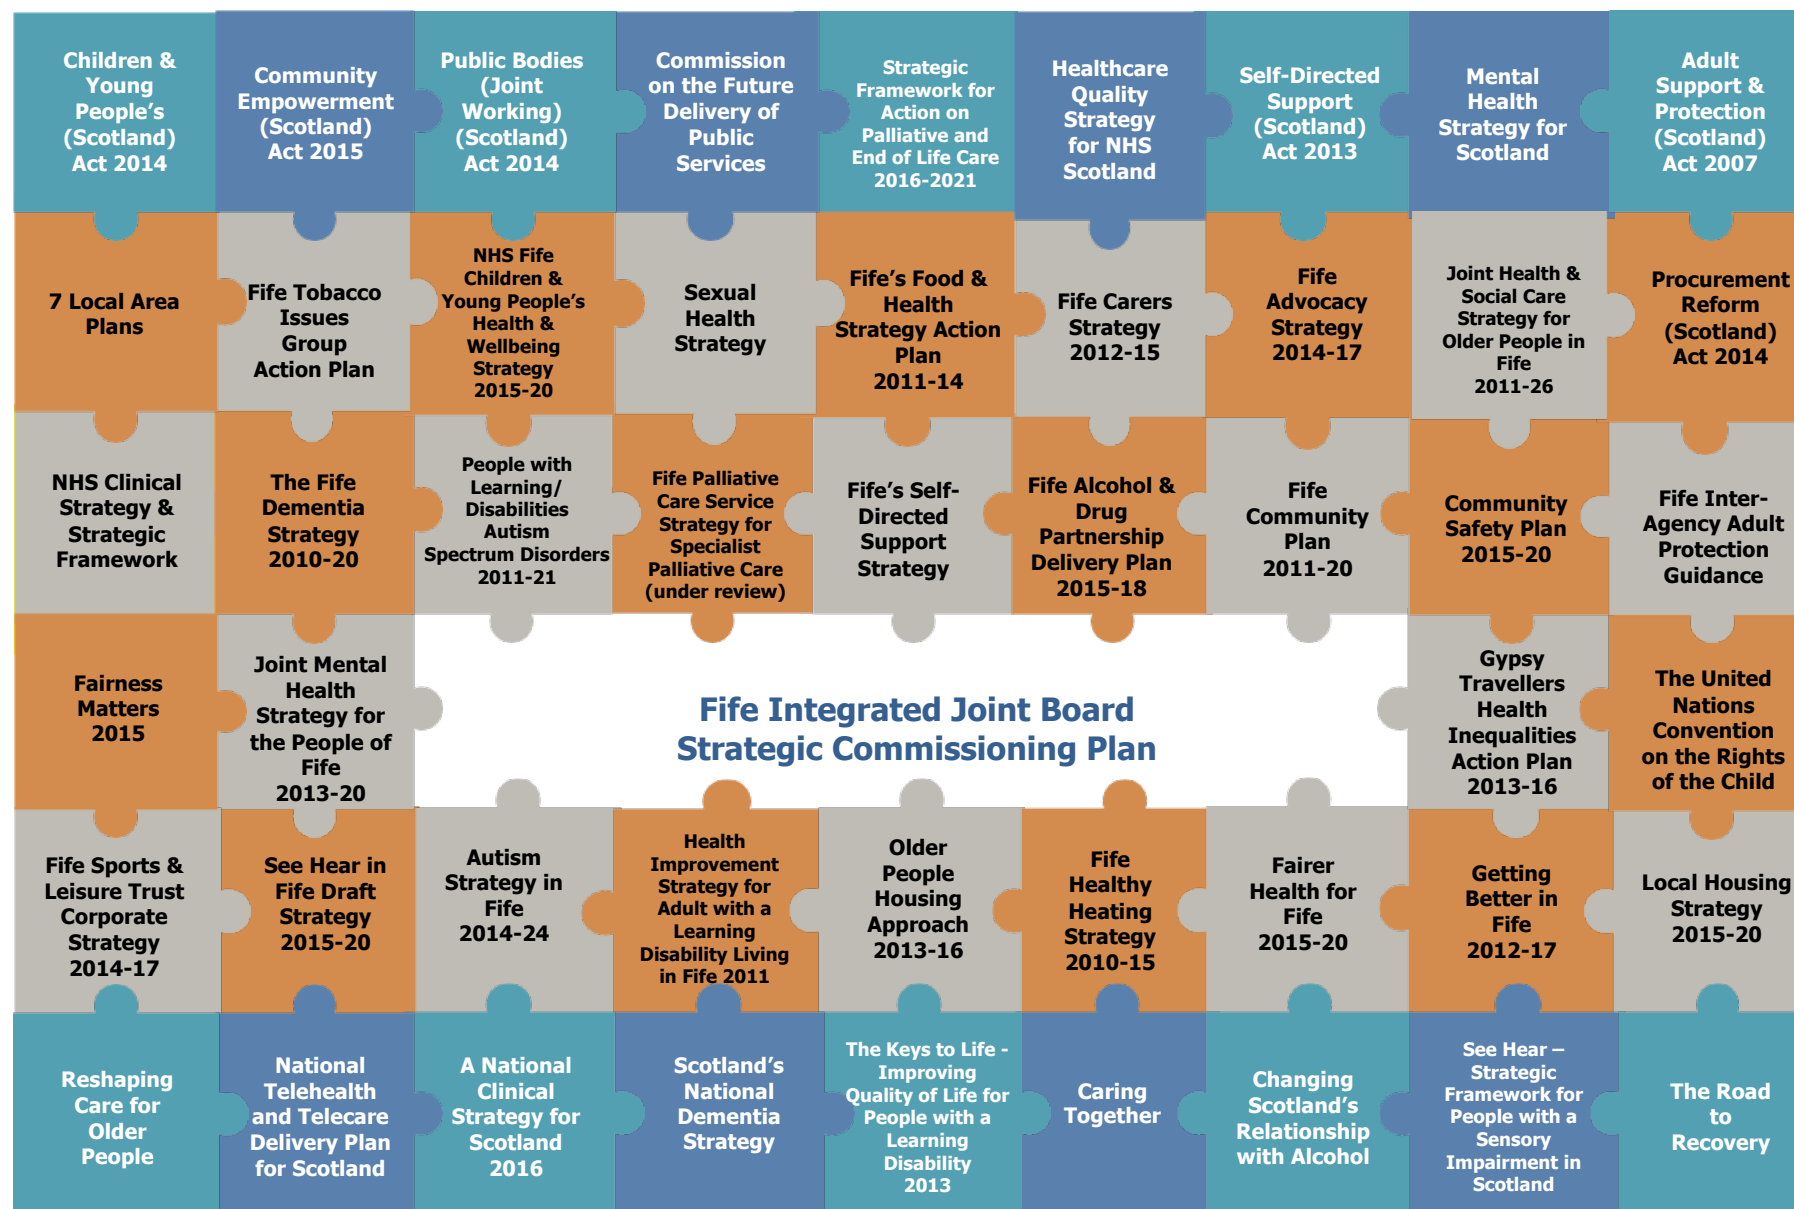 Children &
Young
People’s
(Scotland)
Act 2014
Community
Empowerment
(Scotland)
Act 2015
Public Bodies
(Joint
Working)
(Scotland)
Act 2014
Commission
on the Future
Delivery of
Public
Services
Strategic
Framework for
Action on
Palliative and
End of Life Care
2016-2021
Healthcare
Quality
Strategy
for NHS
Scotland
Self-Directed
Support
(Scotland)
Act 2013
Mental
Health
Strategy for
Scotland
Adult
Support &
Protection
(Scotland)
Act 2007
7 Local Area
Plans
Fife Tobacco
Issues
Group
Action Plan
NHS Fife
Children &
Young People’s
Health &
Wellbeing
Strategy
2015-20
Sexual
Health
Strategy
Fife’s Food &
Health
Strategy Action
Plan
2011-14
Fife Carers
Strategy
2012-15
Fife
Advocacy
Strategy
2014-17
Joint Health &
Social Care
Strategy for
Older People in
Fife
2011-26
Procurement
Reform
(Scotland)
Act 2014
NHS Clinical
Strategy &
Strategic
Framework
The Fife
Dementia
Strategy
2010-20
People with
Learning/
Disabilities
Autism
Spectrum Disorders
2011-21
Fife Palliative
Care Service
Strategy for
Specialist
Palliative Care
(under review)
Fife’s Self-
Directed
Support
Strategy
Fife Alcohol &
Drug
Partnership
Delivery Plan
2015-18
Fife
Community
Plan
2011-20
Community
Safety Plan
2015-20
Fife Inter-
Agency Adult
Protection
Guidance
Fairness
Matters
2015
Joint Mental
Health
Strategy for
the People of
Fife
2013-20
Fife Integrated Joint Board
Strategic Commissioning Plan
Gypsy
Travellers
Health
Inequalities
Action Plan
2013-16
The United
Nations
Convention
on the Rights
of the Child
Fife Sports &
Leisure Trust
Corporate
Strategy
2014-17
See Hear in
Fife Draft
Strategy
2015-20
Autism
Strategy in
Fife
2014-24
Health
Improvement
Strategy for
Adult with a
Learning
Disability Living
in Fife 2011
Older
People
Housing
Approach
2013-16
Fife
Healthy
Heating
Strategy
2010-15
Fairer
Health for
Fife
2015-20
Getting
Better in
Fife
2012-17
Local Housing
Strategy
2015-20
Reshaping
Care for
Older
People
National
Telehealth
and Telecare
Delivery Plan
for Scotland
A National
Clinical
Strategy for
Scotland
2016
Scotland’s
National
Dementia
Strategy
The Keys to Life -
Improving
Quality of Life for
People with a
Learning
Disability
2013
Caring
Together
Changing
Scotland’s
Relationship
with Alcohol
See Hear –
Strategic
Framework for
People with a
Sensory
Impairment in
Scotland
The Road
to
Recovery